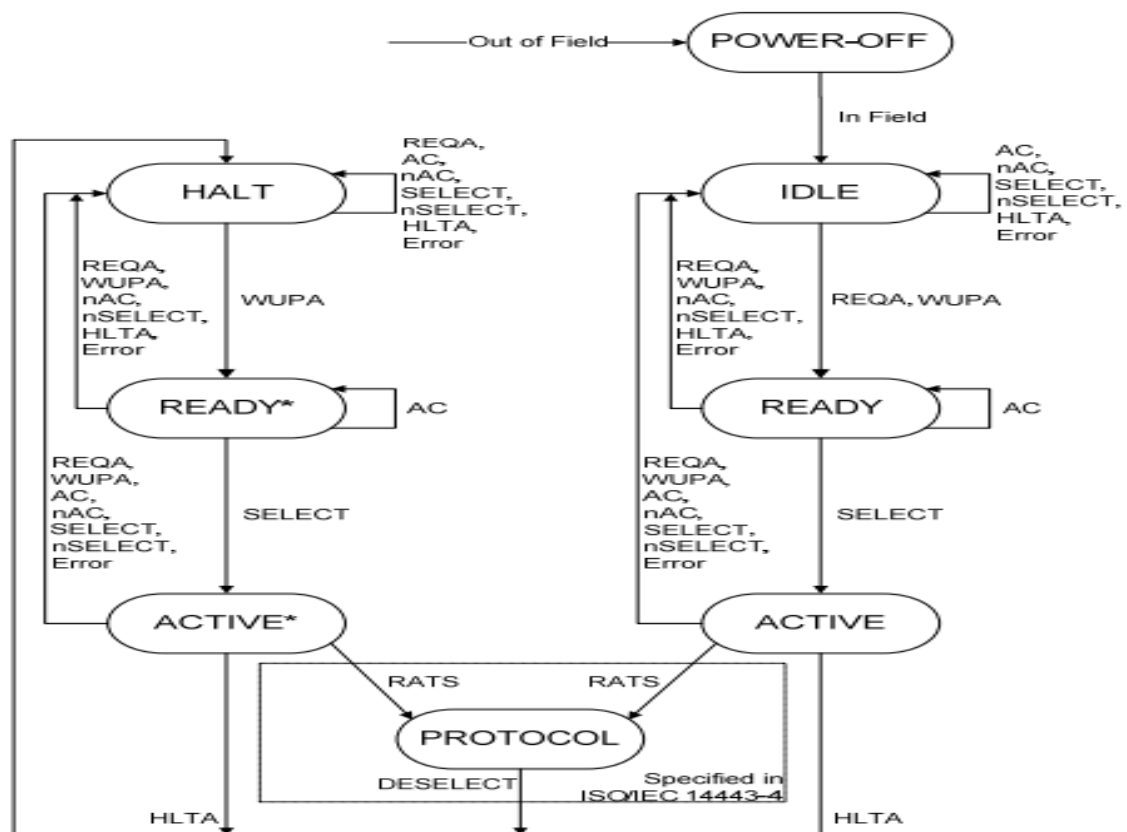 Out of Field
POWER-OFF
In Field
HALT
REQA,
AC,
nAC,
SELECT,
nSELECT,
HLTA,
Error
IDLE
AC,
nAC,
SELECT,
nSELECT,
HLTA,
Error
REQA,
WUPA,
nAC,
nSELECT,
HLTA,
Error
WUPA
REQA,
WUPA,
nAC,
nSELECT,
HLTA,
Error
REQA, WUPA
READY*
AC
READY
AC
REQA,
WUPA,
AC,
nAC,
SELECT,
nSELECT,
Error
SELECT
REQA,
WUPA,
AC,
nAC,
SELECT,
nSELECT,
Error
SELECT
ACTIVE*
ACTIVE
RATS
RATS
PROTOCOL
DESELECT
Specified in
ISO/IEC 14443-4
HLTA
HLTA